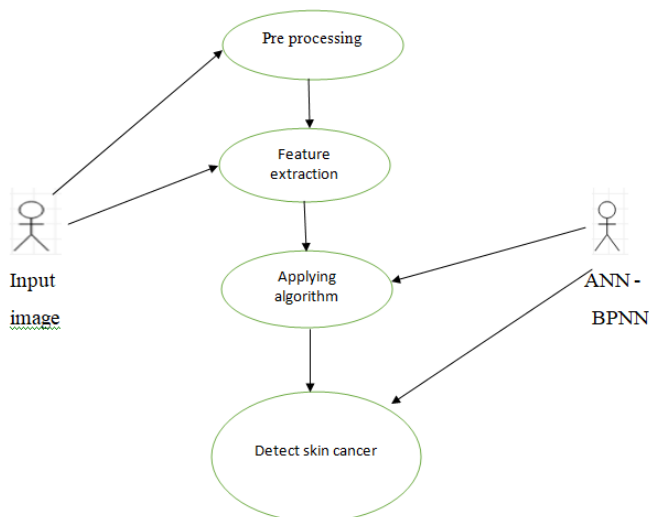 Pre processing
Feature
extraction
Input
image
Applying
algorithm
ANN -
BPNN
Detect skin cancer